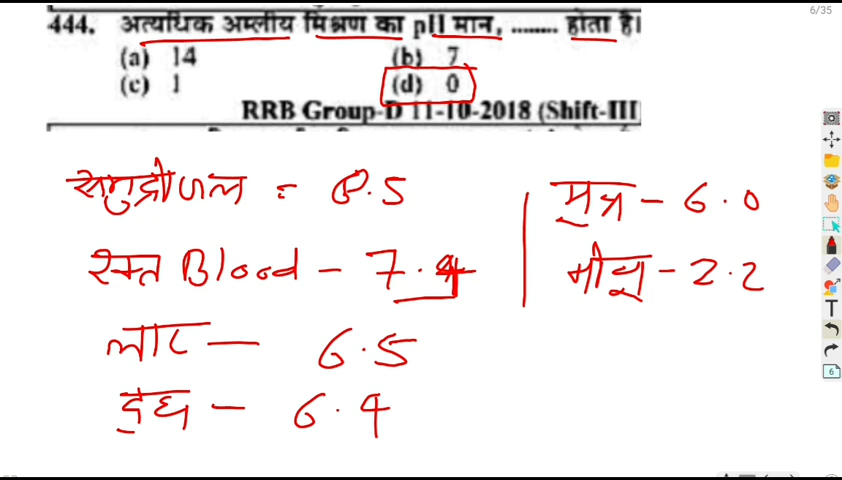 6/35
444. अत्यधिक अम्लीय मिश्रण का pH मान, ........ होता है।
(a) 14 (b) 7
(c) 1 (d) 0
RRB Group-D 11-10-2018 (Shift-III)
समुद्रीजल = 8.5
रक्त Blood - 7.4
लार - 6.5
दूध - 6.4
मूत्र - 6.0
नींबू - 2.2
T
6